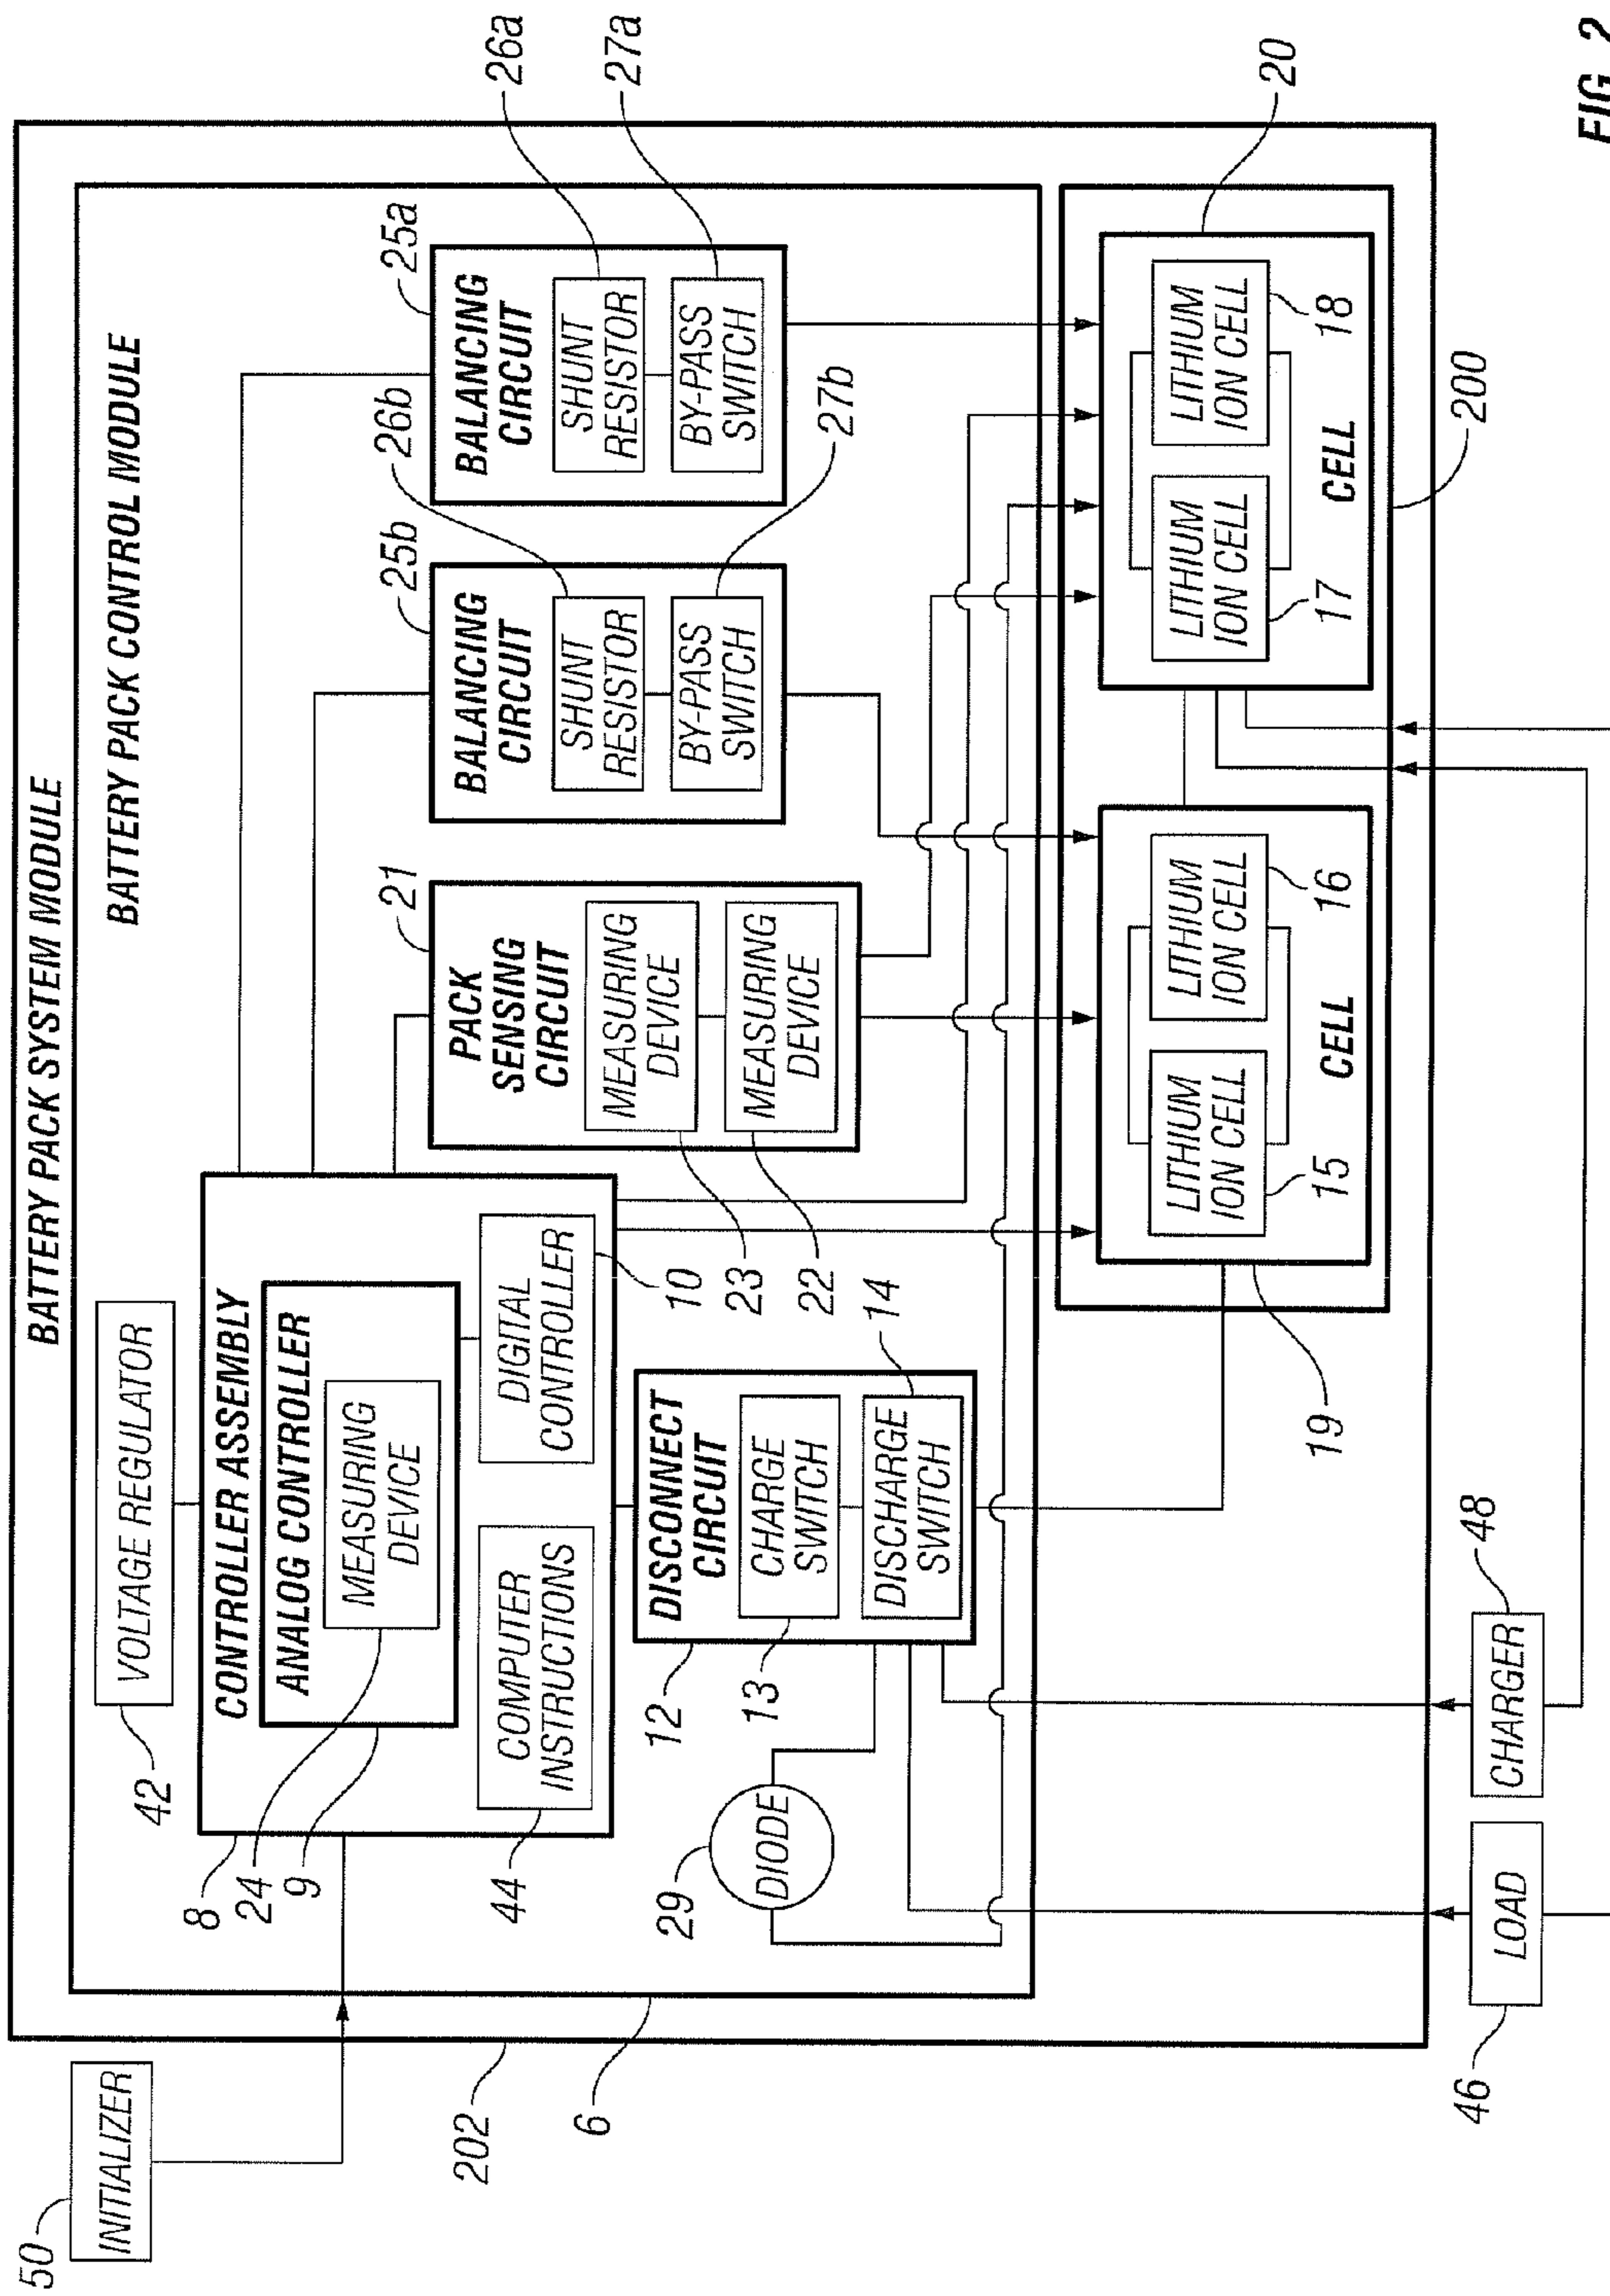 BATTERY PACK SYSTEM MODULE
BATTERY PACK CONTROL MODULE
50
INITIALIZER
202
6
42
VOLTAGE REGULATOR
8
24
9
44
CONTROLLER ASSEMBLY
ANALOG CONTROLLER
MEASURING
DEVICE
COMPUTER
INSTRUCTIONS
DIGITAL
CONTROLLER
10
PACK
SENSING
CIRCUIT
21
MEASURING
DEVICE
23
MEASURING
DEVICE
22
BALANCING
CIRCUIT
25b
SHUNT
RESISTOR
26b
BY-PASS
SWITCH
27b
BALANCING
CIRCUIT
25a
SHUNT
RESISTOR
26a
BY-PASS
SWITCH
27a
29
DIODE
12
DISCONNECT
CIRCUIT
CHARGE
SWITCH
13
DISCHARGE
SWITCH
14
LITHIUM
ION CELL
15
LITHIUM
ION CELL
16
CELL
19
LITHIUM
ION CELL
17
LITHIUM
ION CELL
18
CELL
20
200
46
LOAD
CHARGER
48
FIG. 2